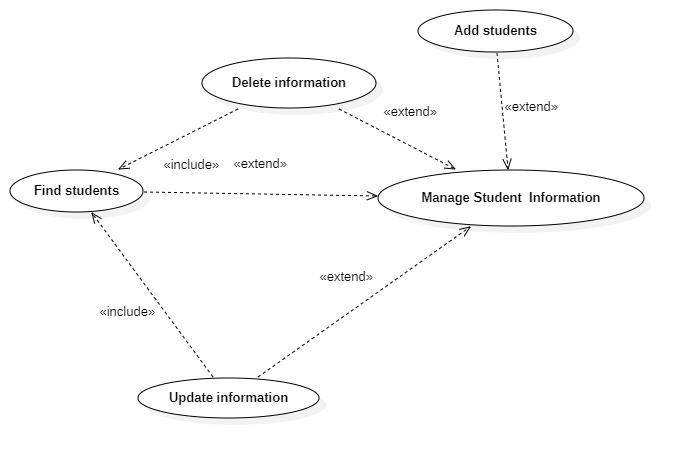 Add students
Delete information
«extend»
«extend»
«include»
«extend»
Find students
Manage Student  Information
«extend»
«include»
Update information